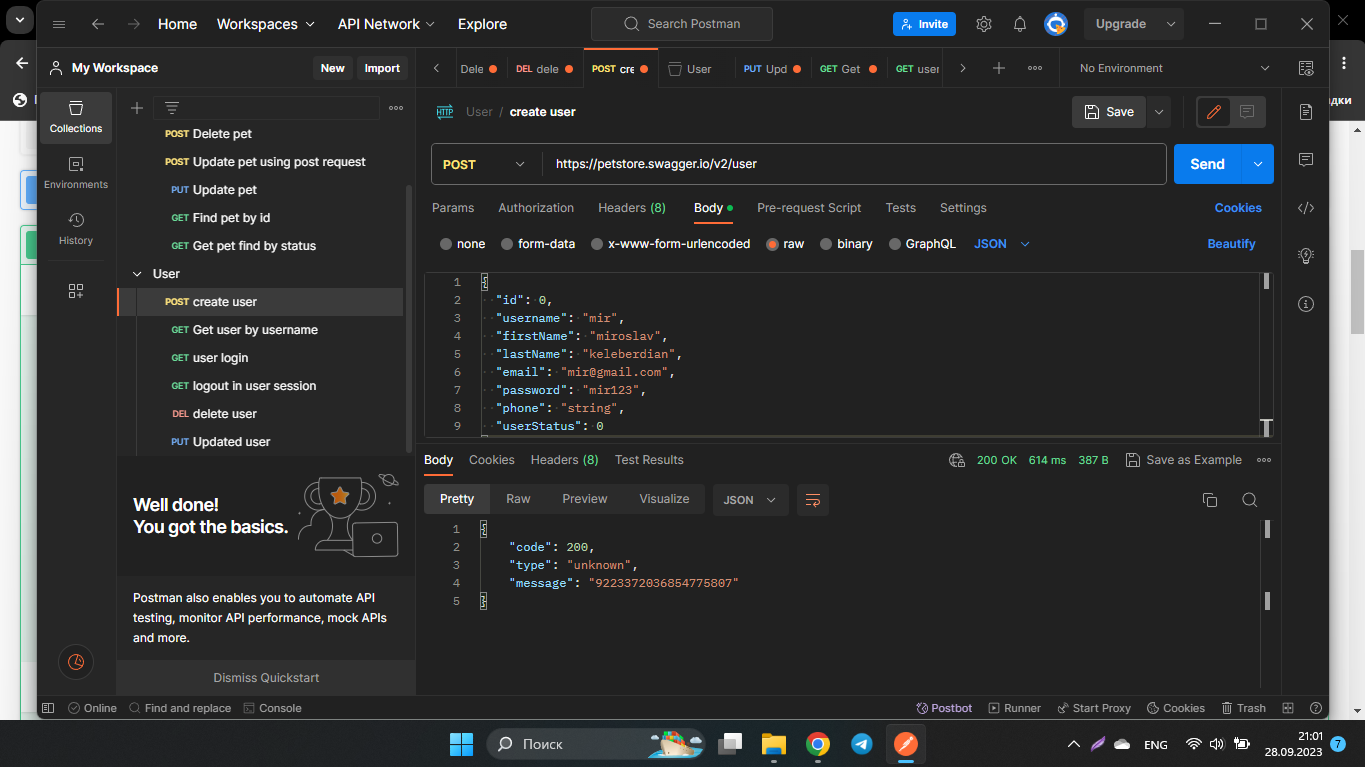 Home Workspaces API Network Explore Search Postman Invite Upgrade
My Workspace New Import Dele DEL dele POST cre User PUT Upd GET Get GET user No Environment
User / create user Save
Collections
Environments
History
POST Delete pet
POST Update pet using post request
PUT Update pet
GET Find pet by id
GET Get pet find by status
User
POST create user
GET Get user by username
GET user login
GET logout in user session
DEL delete user
PUT Updated user
Well done!
You got the basics.
Postman also enables you to automate API
testing, monitor API performance, mock APIs
and more.
Dismiss Quickstart
POST https://petstore.swagger.io/v2/user Send
Params Authorization Headers (8) Body Pre-request Script Tests Settings Cookies
none form-data x-www-form-urlencoded raw binary GraphQL JSON Beautify
1 {
2 "id": 0,
3 "username": "mir",
4 "firstName": "miroslav",
5 "lastName": "keleberdian",
6 "email": "mir@gmail.com",
7 "password": "mir123",
8 "phone": "string",
9 "userStatus": 0
Body Cookies Headers (8) Test Results 200 OK 614 ms 387 B Save as Example
Pretty Raw Preview Visualize JSON
1 {
2 "code": 200,
3 "type": "unknown",
4 "message": "9223372036854775807"
5 }
Online Find and replace Console Postbot Runner Start Proxy Cookies Trash
Поиск ENG 21:01
28.09.2023 7